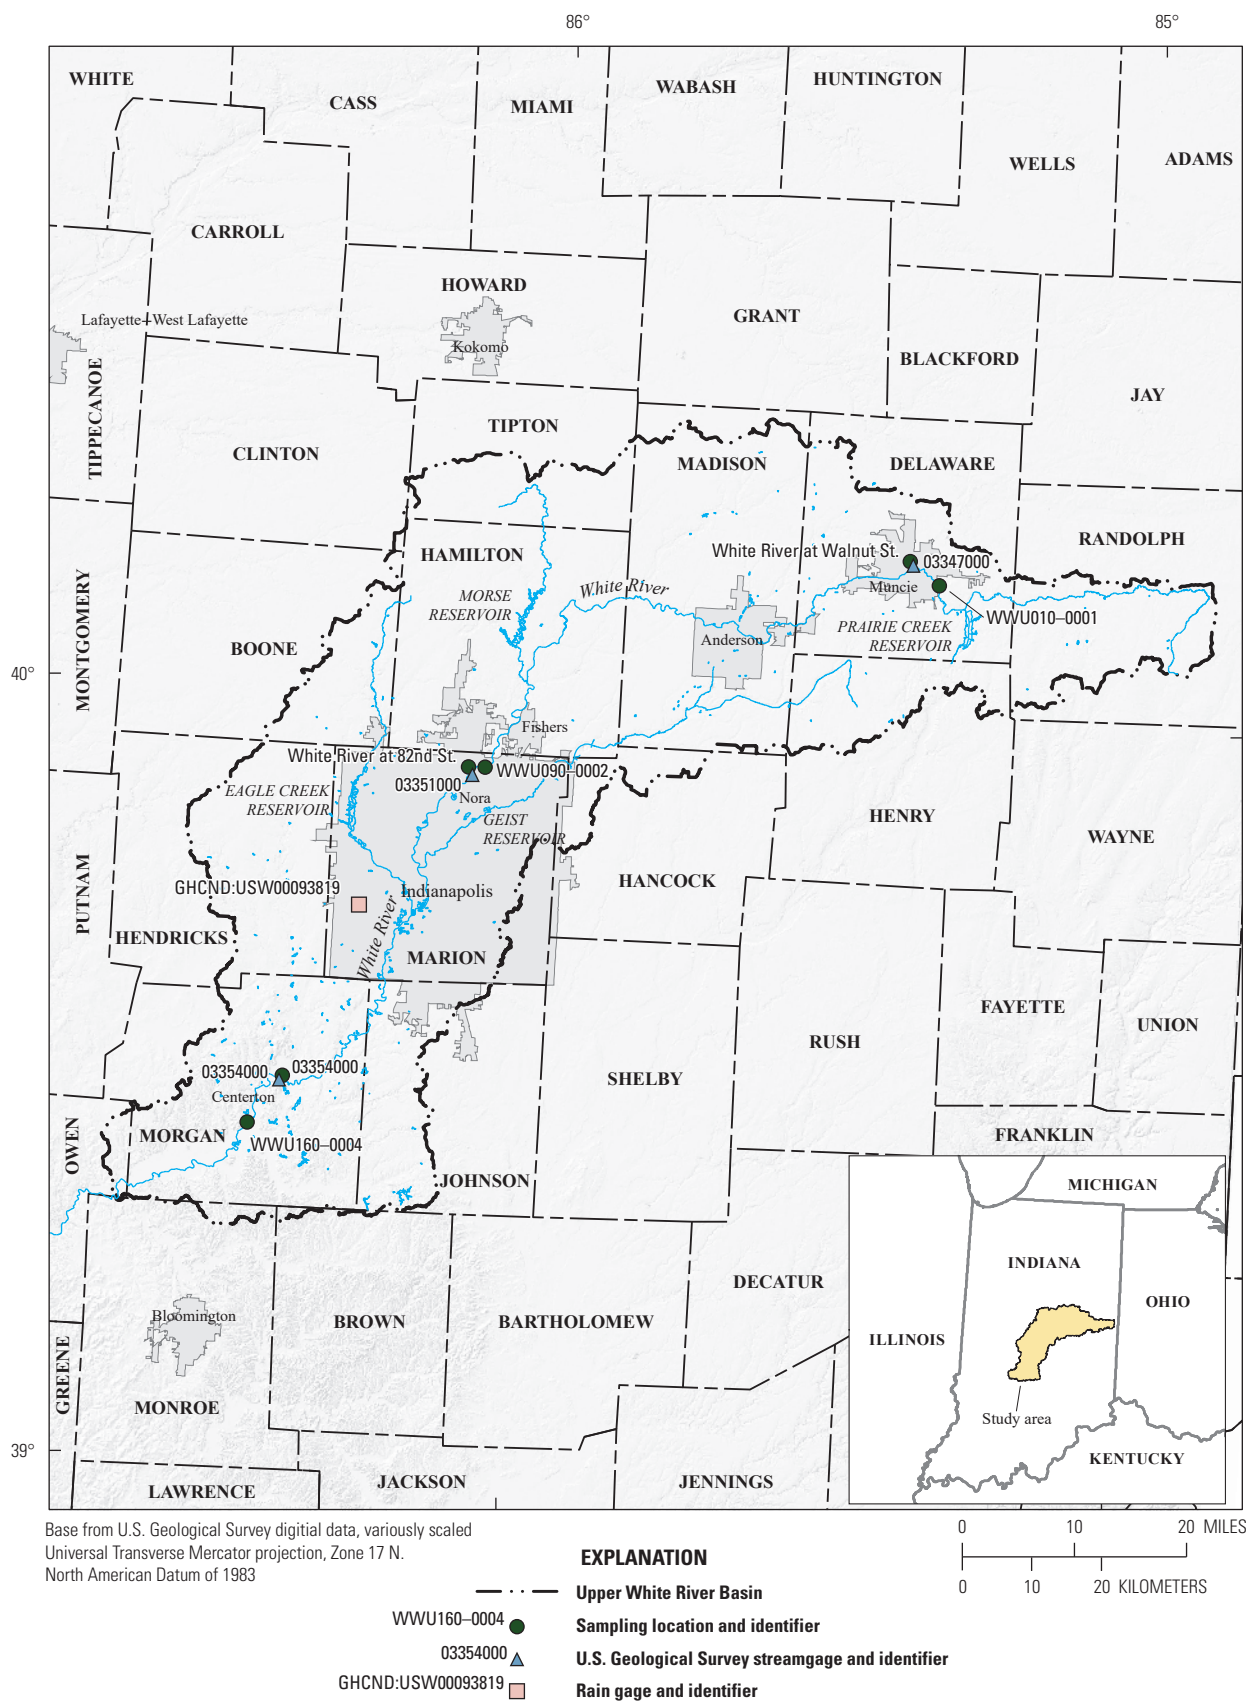 86°
85°
WHITE
CASS
MIAMI
WABASH
HUNTINGTON
WELLS
ADAMS
CARROLL
HOWARD
Lafayette–West Lafayette
Kokomo
GRANT
BLACKFORD
TIPPECANOE
JAY
CLINTON
TIPTON
MADISON
DELAWARE
RANDOLPH
HAMILTON
White River at Walnut St.
03347000
Muncie
WWU010–0001
MONTGOMERY
MORSE
RESERVOIR
White River
Anderson
PRAIRIE CREEK
RESERVOIR
BOONE
40°
Fishers
White River at 82nd St.
WWU090–0002
03351000
Nora
EAGLE CREEK
RESERVOIR
GEIST
RESERVOIR
HENRY
WAYNE
PUTNAM
GHCND:USW00093819
Indianapolis
HANCOCK
HENDRICKS
White River
MARION
FAYETTE
UNION
RUSH
SHELBY
03354000
03354000
Centerton
OWEN
MORGAN
WWU160–0004
FRANKLIN
JOHNSON
MICHIGAN
INDIANA
OHIO
ILLINOIS
Study area
KENTUCKY
DECATUR
Bloomington
BROWN
BARTHOLOMEW
GREENE
MONROE
39°
LAWRENCE
JACKSON
JENNINGS
Base from U.S. Geological Survey digitial data, variously scaled
Universal Transverse Mercator projection, Zone 17 N.
North American Datum of 1983
0 10 20 MILES
0 10 20 KILOMETERS
EXPLANATION
Upper White River Basin
WWU160–0004 Sampling location and identifier
03354000 U.S. Geological Survey streamgage and identifier
GHCND:USW00093819 Rain gage and identifier